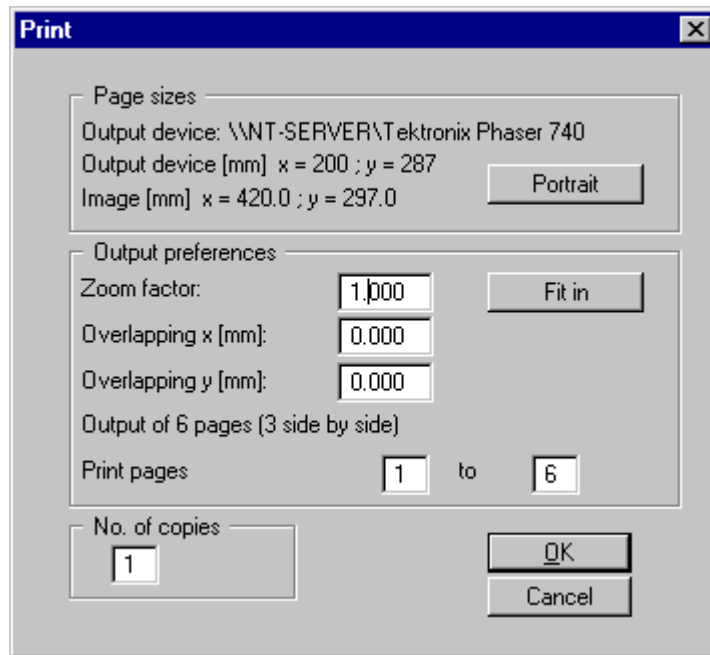 Print
Page sizes
Output device: \\NT-SERVER\Tektronix Phaser 740
Output device [mm] x = 200 ; y = 287
Portrait
Image [mm] x = 420.0 ; y = 297.0
Output preferences
Zoom factor: 1.000 Fit in
Overlapping x [mm]: 0.000
Overlapping y [mm]: 0.000
Output of 6 pages (3 side by side)
Print pages 1 to 6
No. of copies
1
OK
Cancel